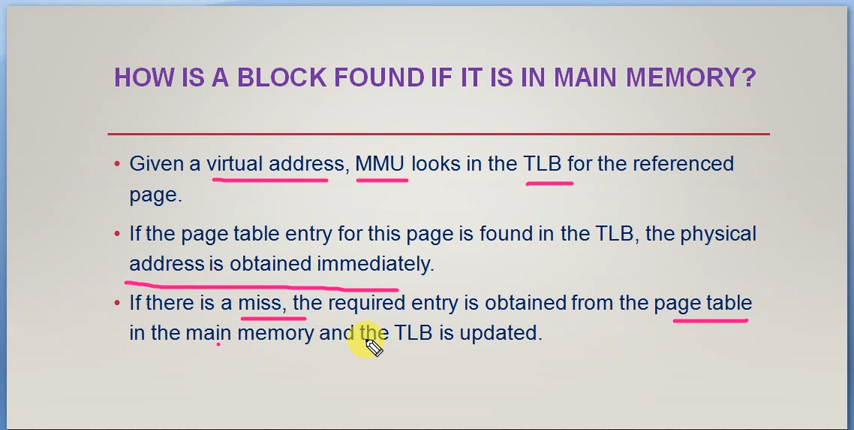 HOW IS A BLOCK FOUND IF IT IS IN MAIN MEMORY?
• Given a virtual address, MMU looks in the TLB for the referenced
page.
• If the page table entry for this page is found in the TLB, the physical
address is obtained immediately.
• If there is a miss, the required entry is obtained from the page table
in the main memory and the TLB is updated.